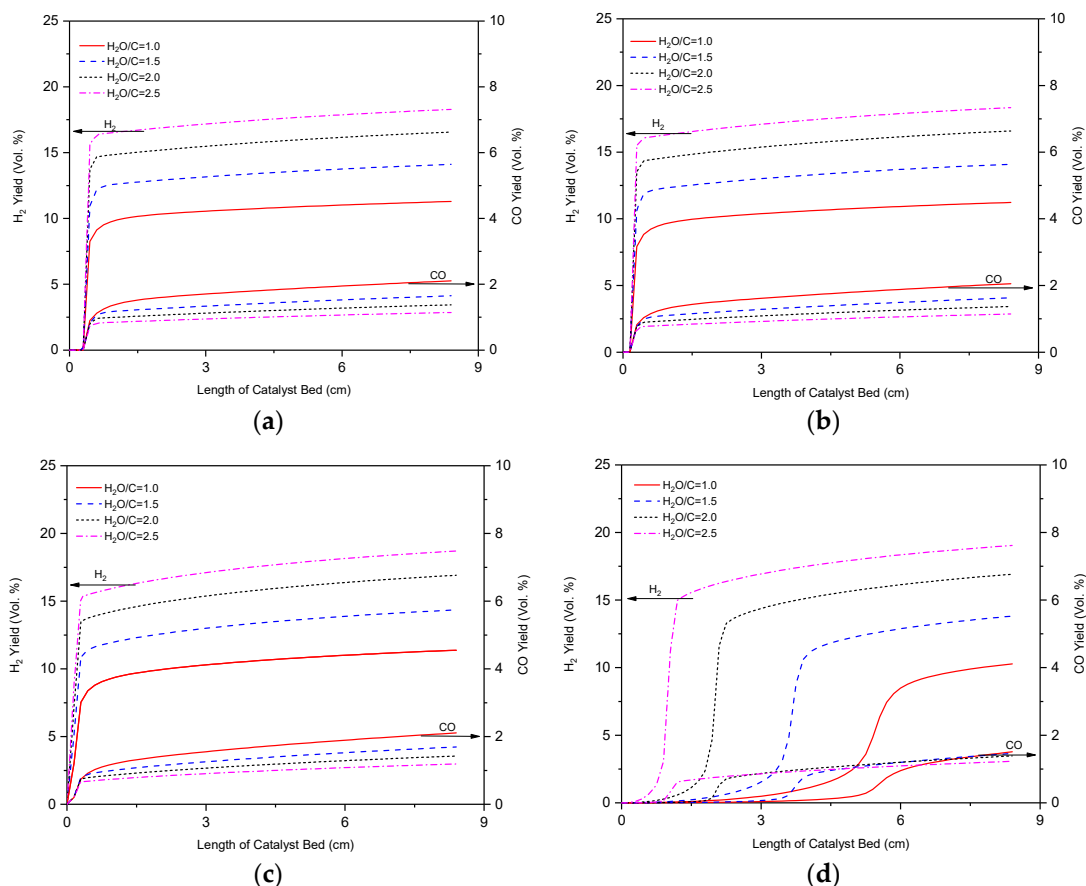 25
20
15
10
5
0
H₂ Yield (Vol. %)
H₂O/C=1.0
H₂O/C=1.5
H₂O/C=2.0
H₂O/C=2.5
H₂
CO
10
8
6
4
2
0
CO Yield (Vol. %)
0 3 6 9
Length of Catalyst Bed (cm)
(a)
25
20
15
10
5
0
H₂ Yield (Vol. %)
H₂O/C=1.0
H₂O/C=1.5
H₂O/C=2.0
H₂O/C=2.5
H₂
CO
10
8
6
4
2
0
CO Yield (Vol. %)
0 3 6 9
Length of Catalyst Bed (cm)
(b)
25
20
15
10
5
0
H₂ Yield (Vol. %)
H₂O/C=1.0
H₂O/C=1.5
H₂O/C=2.0
H₂O/C=2.5
H₂
CO
10
8
6
4
2
0
CO Yield (Vol. %)
0 3 6 9
Length of Catalyst Bed (cm)
(c)
25
20
15
10
5
0
H₂ Yield (Vol. %)
H₂O/C=1.0
H₂O/C=1.5
H₂O/C=2.0
H₂O/C=2.5
H₂
CO
10
8
6
4
2
0
CO Yield (Vol. %)
0 3 6 9
Length of Catalyst Bed (cm)
(d)